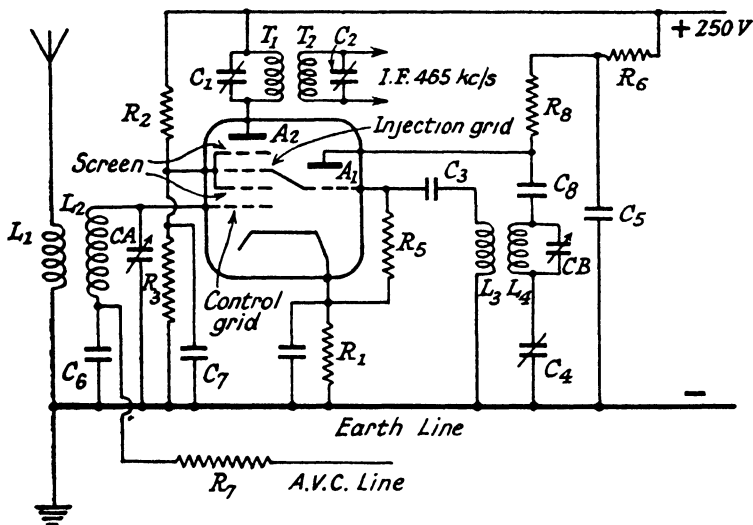 + 250 V
T1 T2 C2
C1
I.F. 465 kc/s
R6
R2
R8
A2 Injection grid
Screen
A1
C3
C8
C5
L2
L1
CA
R3
R5
L3 L4 CB
Control
grid
C6
C7
R1
C4
–
Earth Line
R7
A.V.C. Line